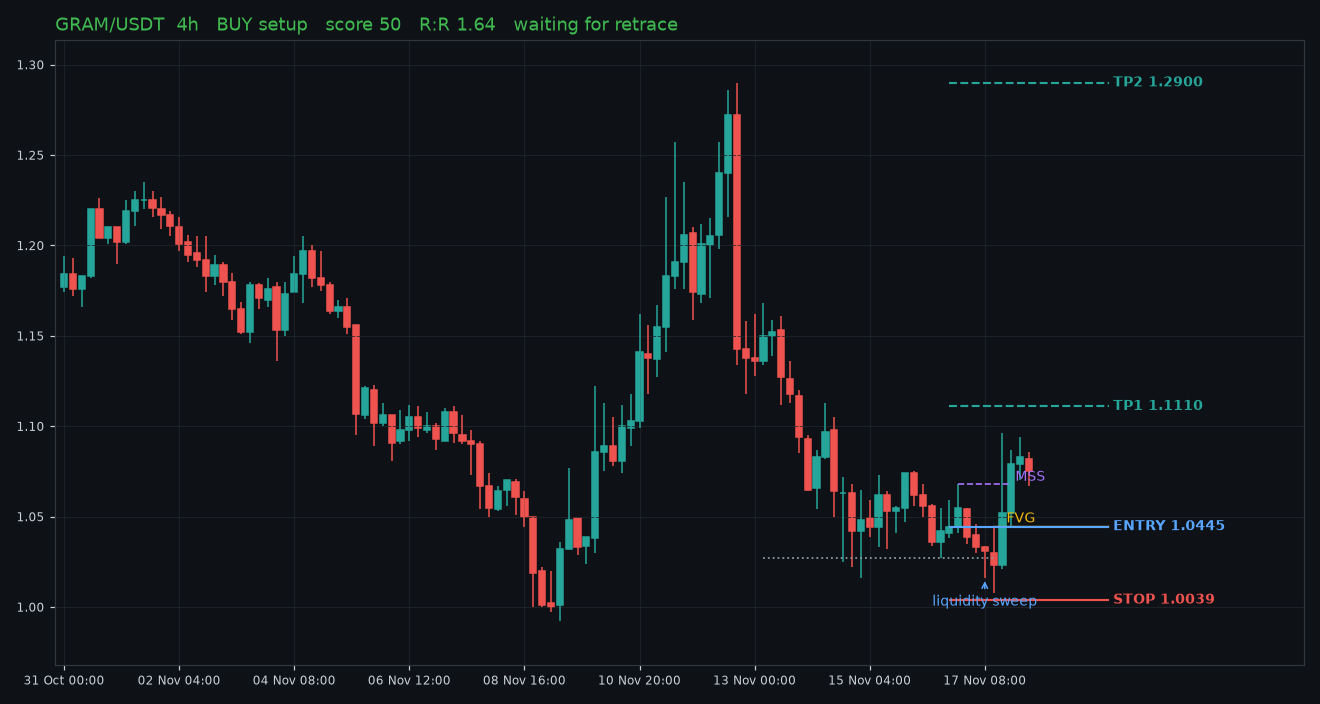 GRAM/USDT  4h   BUY setup   score 50   R:R 1.64   waiting for retrace
1.30
TP2 1.2900
1.25
1.20
1.15
1.10
TP1 1.1110
MSS
FVG
1.05
ENTRY 1.0445
1.00
liquidity sweep
STOP 1.0039
31 Oct 00:00
02 Nov 04:00
04 Nov 08:00
06 Nov 12:00
08 Nov 16:00
10 Nov 20:00
13 Nov 00:00
15 Nov 04:00
17 Nov 08:00